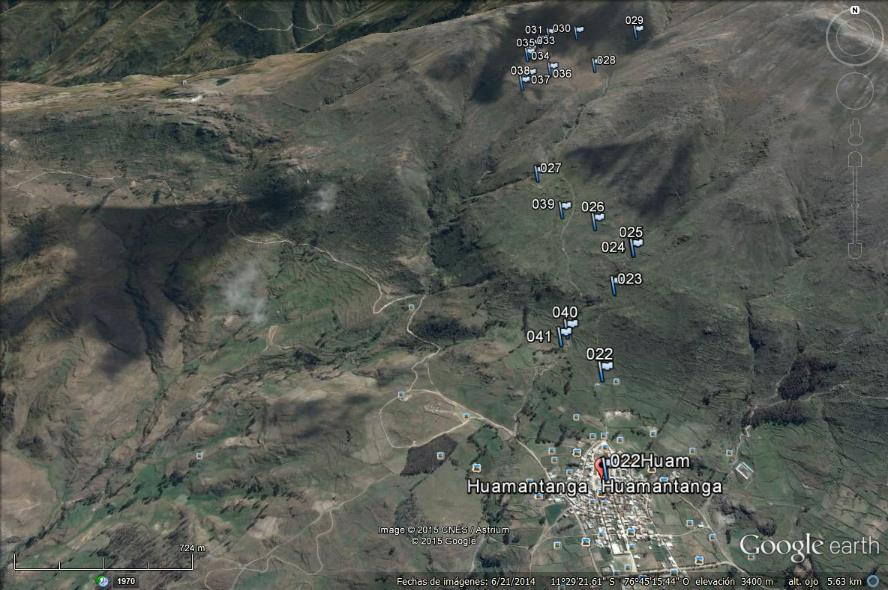 N
029
031
030
035
033
034
028
038
037
036
027
039
026
025
024
023
040
041
022
022Huam
Huamantanga
Huamantanga
Image © 2015 CNES / Astrium
© 2015 Google
Google earth
724 m
1970
Fechas de imágenes: 6/21/2014 11°29'21.61" S 76°45'15.44" O elevación 3400 m alt. ojo 5.63 km